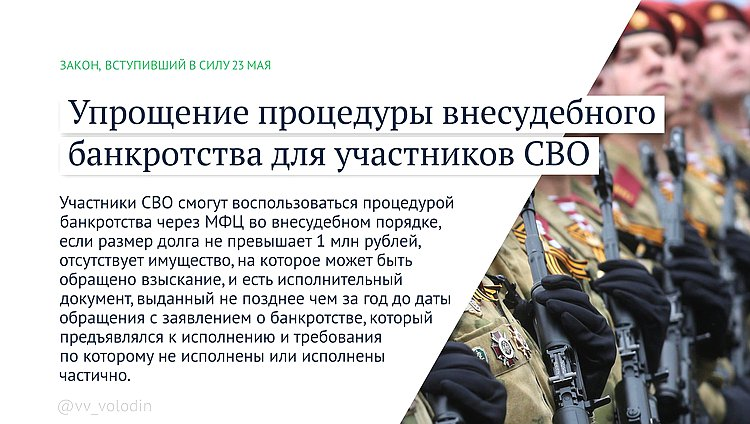 ЗАКОН, ВСТУПИВШИЙ В СИЛУ 23 МАЯ
Упрощение процедуры внесудебного
банкротства для участников СВО
Участники СВО смогут воспользоваться процедурой
банкротства через МФЦ во внесудебном порядке,
если размер долга не превышает 1 млн рублей,
отсутствует имущество, на которое может быть
обращено взыскание, и есть исполнительный
документ, выданный не позднее чем за год до даты
обращения с заявлением о банкротстве, который
предъявлялся к исполнению и требования
по которому не исполнены или исполнены
частично.
@vv_volodin